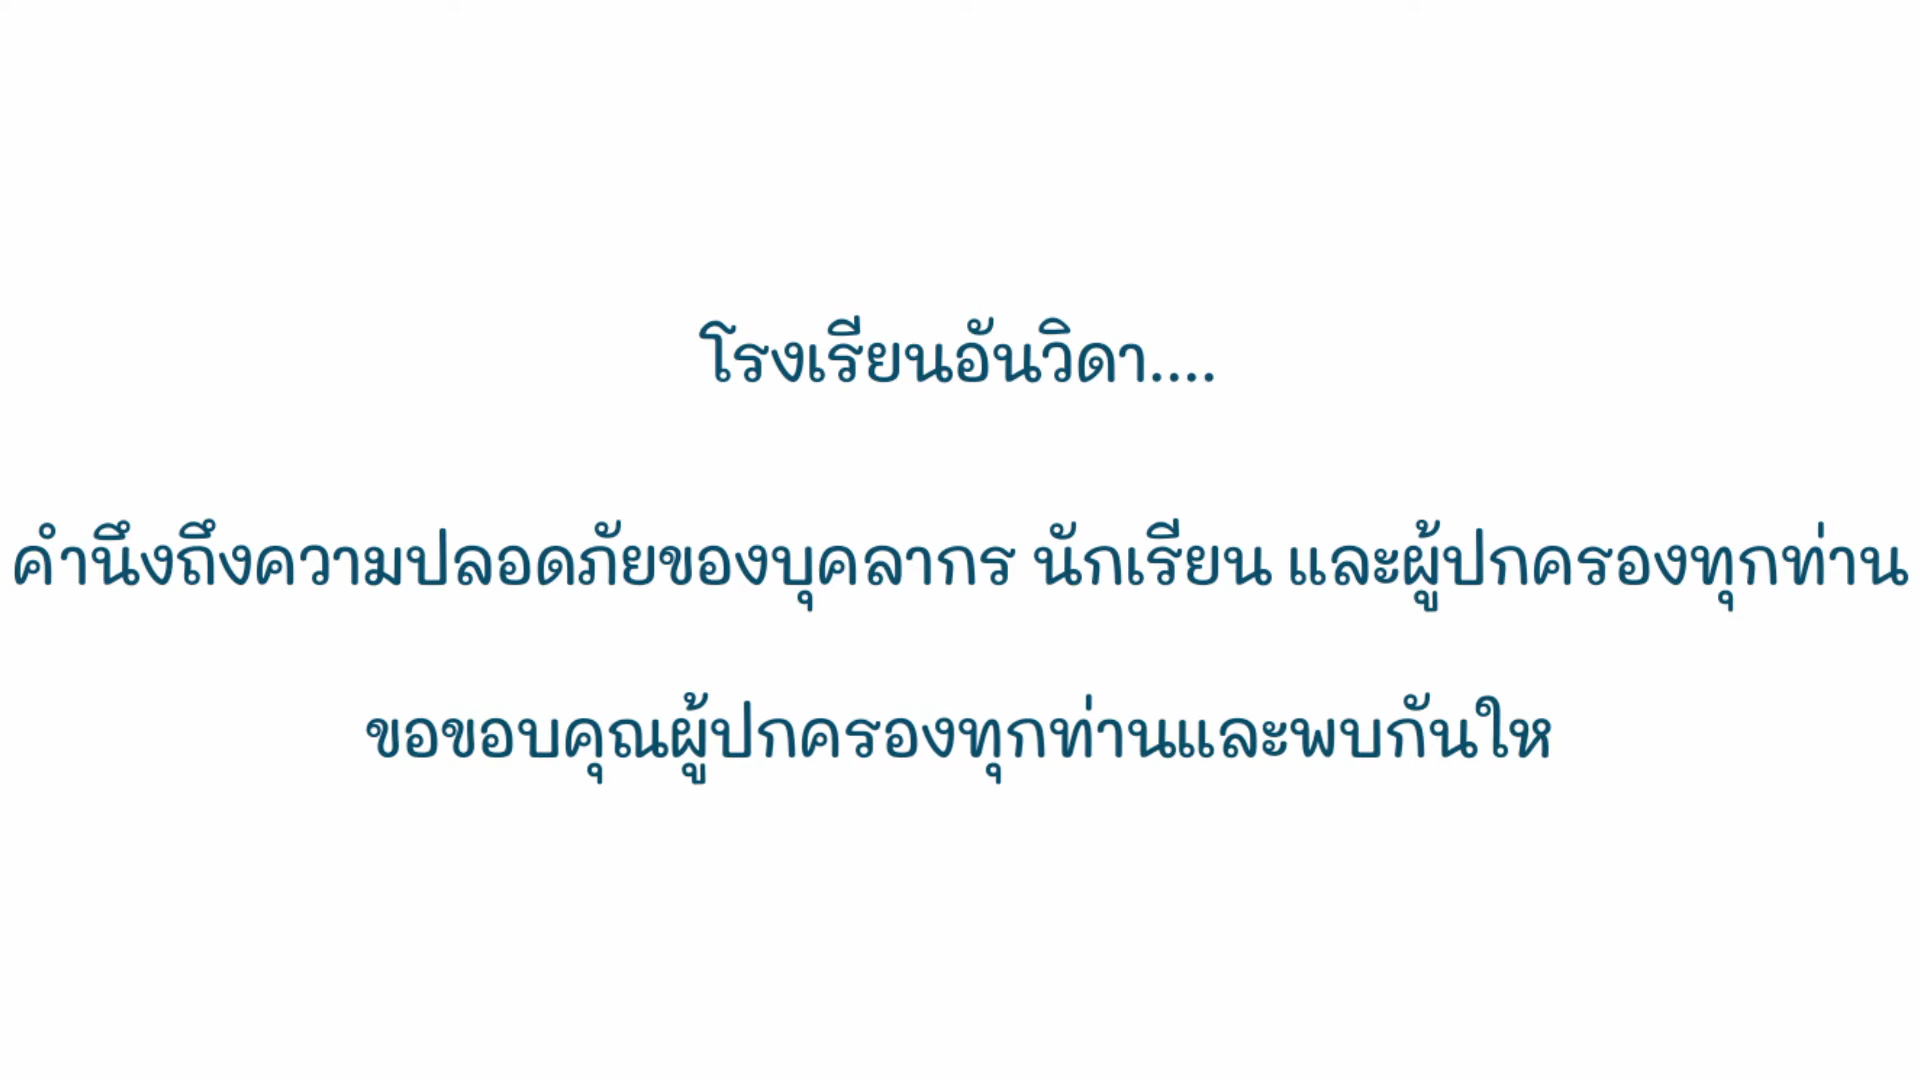 โรงเรียนอันวิดา....
คำนึงถึงความปลอดภัยของบุคลากร นักเรียน และผู้ปกครองทุกท่าน
ขอขอบคุณผู้ปกครองทุกท่านและพบกันให